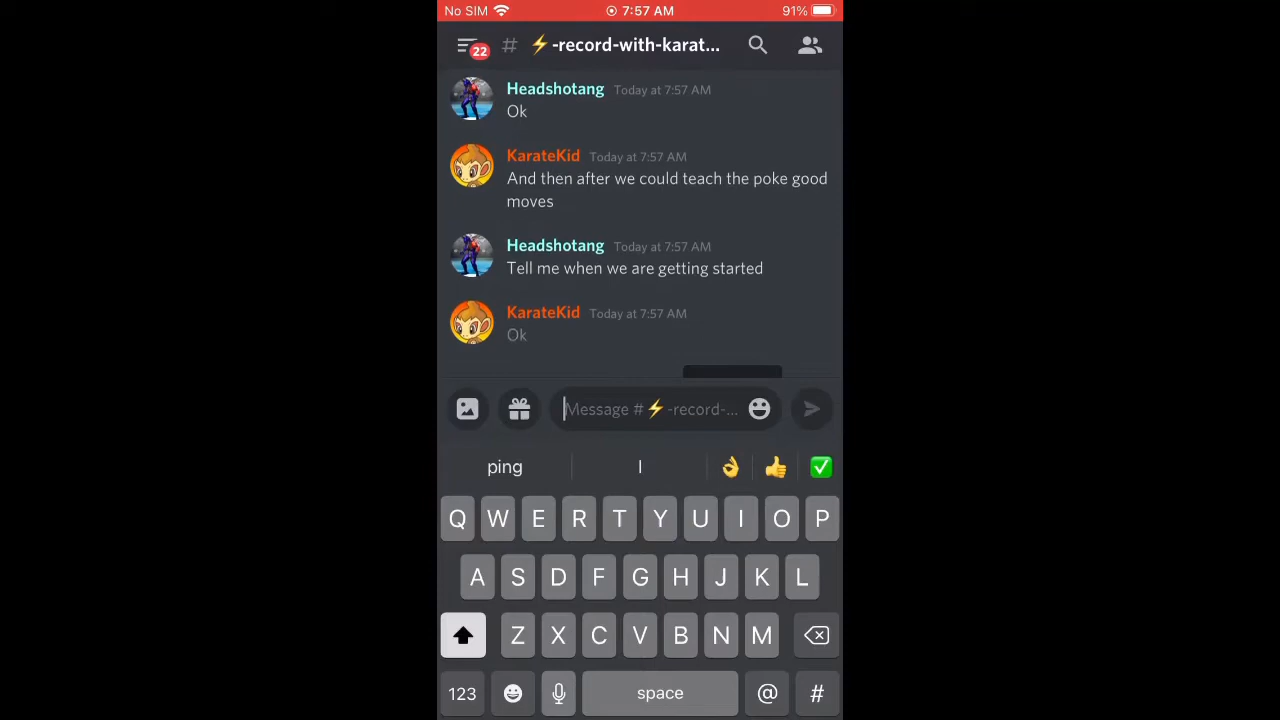 No SIM 7:57 AM 91%
22 # ⚡-record-with-karat...
Headshotang Today at 7:57 AM
Ok
KarateKid Today at 7:57 AM
And then after we could teach the poke good
moves
Headshotang Today at 7:57 AM
Tell me when we are getting started
KarateKid Today at 7:57 AM
Ok
Message #⚡-record-...
ping I 👌 👍 ✅
Q W E R T Y U I O P
A S D F G H J K L
Z X C V B N M
123 space @ #